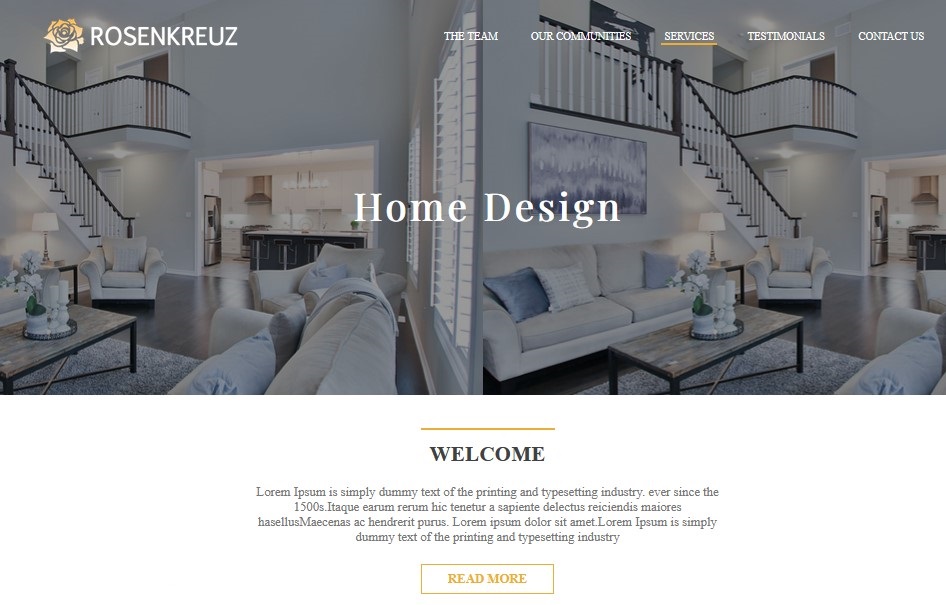 ROSENKREUZ
THE TEAM OUR COMMUNITIES SERVICES TESTIMONIALS CONTACT US
Home Design
WELCOME
Lorem Ipsum is simply dummy text of the printing and typesetting industry. ever since the
1500s.Itaque earum rerum hic tenetur a sapiente delectus reiciendis maiores
hasellusMaecenas ac hendrerit purus. Lorem ipsum dolor sit amet.Lorem Ipsum is simply
dummy text of the printing and typesetting industry
READ MORE